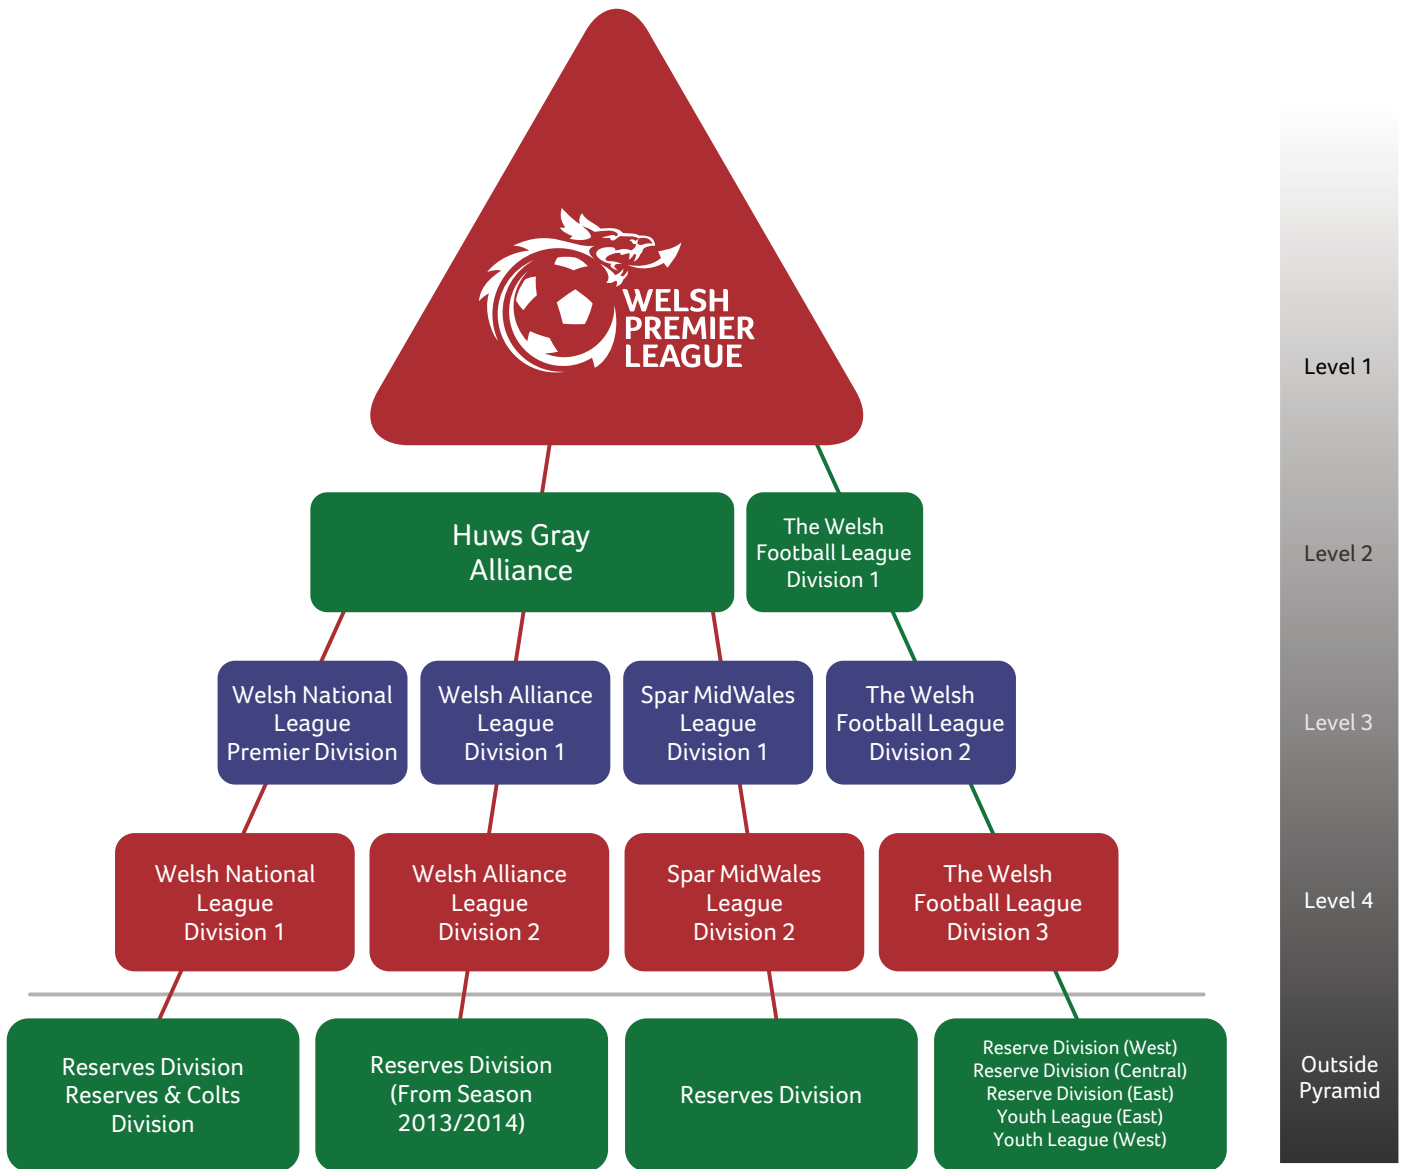 WELSH
PREMIER
LEAGUE
Level 1
Huws Gray
Alliance
The Welsh
Football League
Division 1
Level 2
Welsh National
League
Premier Division
Welsh Alliance
League
Division 1
Spar MidWales
League
Division 1
The Welsh
Football League
Division 2
Level 3
Welsh National
League
Division 1
Welsh Alliance
League
Division 2
Spar MidWales
League
Division 2
The Welsh
Football League
Division 3
Level 4
Reserves Division
Reserves & Colts
Division
Reserves Division
(From Season
2013/2014)
Reserves Division
Reserve Division (West)
Reserve Division (Central)
Reserve Division (East)
Youth League (East)
Youth League (West)
Outside
Pyramid